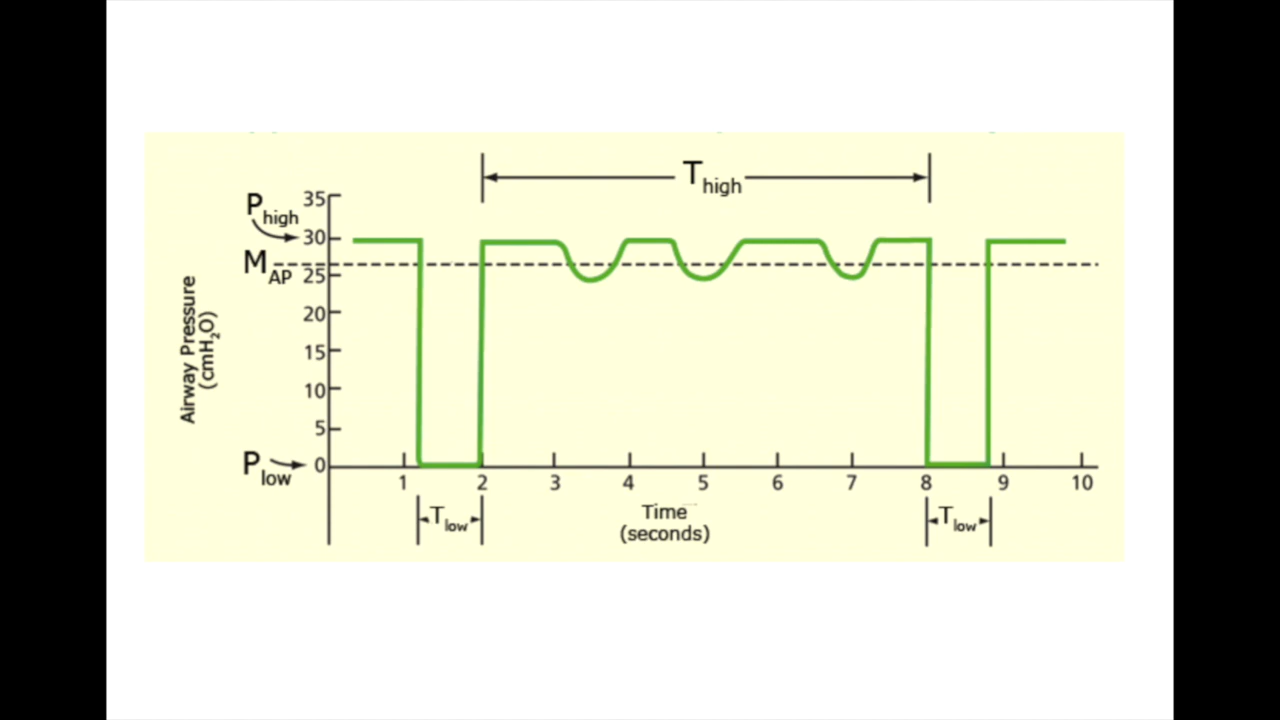 T high
P high
35
30
M AP
25
20
15
10
5
P low
0
Airway Pressure
(cmH₂O)
1 2 3 4 5 6 7 8 9 10
T low
T low
Time
(seconds)